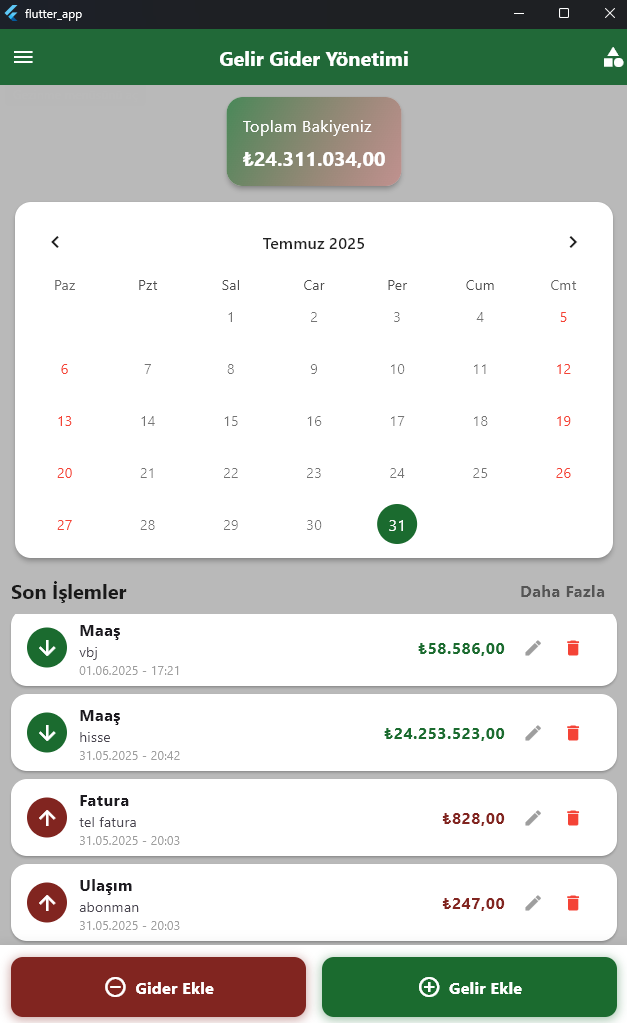 flutter_app
Gelir Gider Yönetimi
Toplam Bakiyeniz
₺24.311.034,00
Temmuz 2025
Paz Pzt Sal Car Per Cum Cmt
1 2 3 4 5
6 7 8 9 10 11 12
13 14 15 16 17 18 19
20 21 22 23 24 25 26
27 28 29 30 31
Son İşlemler Daha Fazla
Maaş
vbj
01.06.2025 - 17:21
₺58.586,00
Maaş
hisse
31.05.2025 - 20:42
₺24.253.523,00
Fatura
tel fatura
31.05.2025 - 20:03
₺828,00
Ulaşım
abonman
31.05.2025 - 20:03
₺247,00
Gider Ekle Gelir Ekle